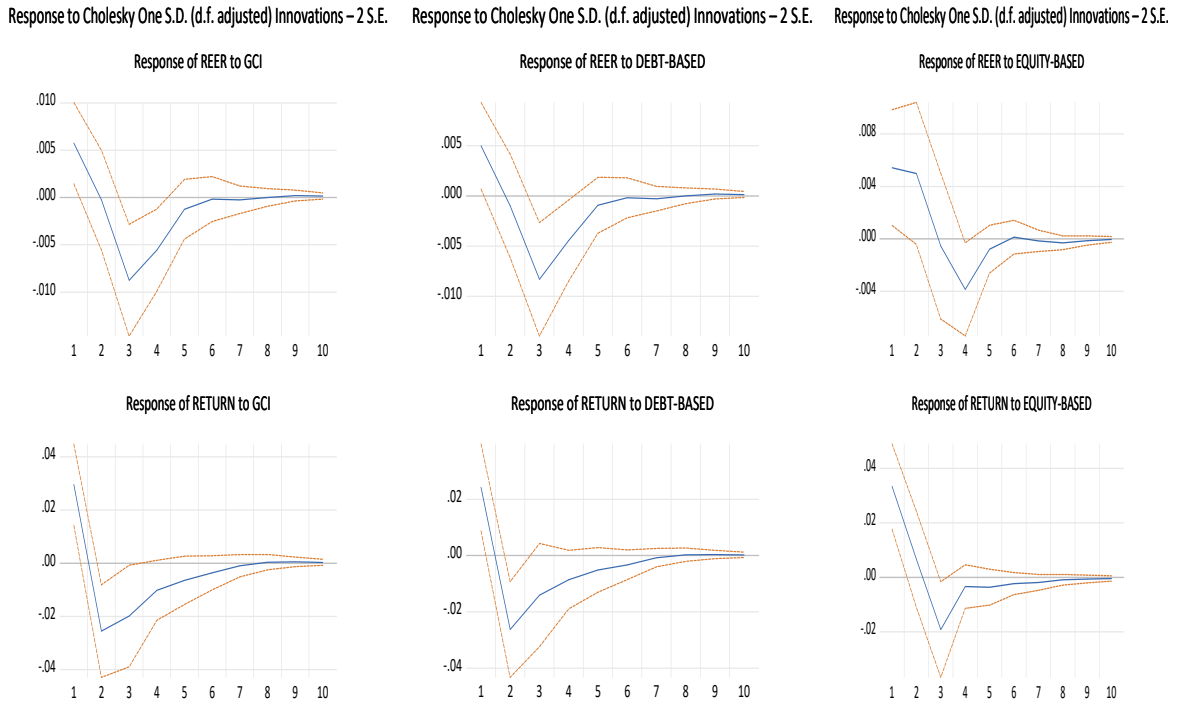 Response to Cholesky One S.D. (d.f. adjusted) Innovations – 2 S.E.
Response to Cholesky One S.D. (d.f. adjusted) Innovations – 2 S.E.
Response to Cholesky One S.D. (d.f. adjusted) Innovations – 2 S.E.
Response of REER to GCI
.010
.005
.000
-.005
-.010
1 2 3 4 5 6 7 8 9 10
Response of REER to DEBT-BASED
.005
.000
-.005
-.010
1 2 3 4 5 6 7 8 9 10
Response of REER to EQUITY-BASED
.008
.004
.000
-.004
1 2 3 4 5 6 7 8 9 10
Response of RETURN to GCI
.04
.02
.00
-.02
-.04
1 2 3 4 5 6 7 8 9 10
Response of RETURN to DEBT-BASED
.02
.00
-.02
-.04
1 2 3 4 5 6 7 8 9 10
Response of RETURN to EQUITY-BASED
.04
.02
.00
-.02
1 2 3 4 5 6 7 8 9 10